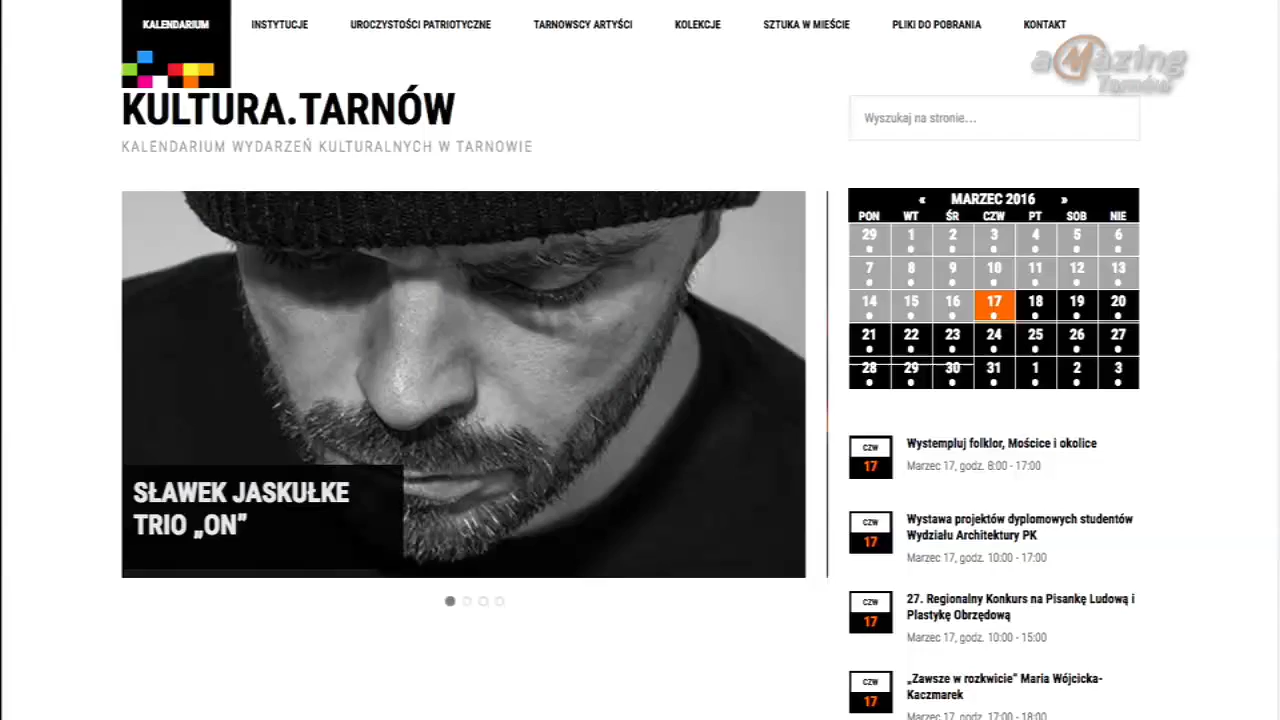 KALENDARIUM
INSTYTUCJE
UROCZYSTOŚCI PATRIOTYCZNE
TARNOWSCY ARTYŚCI
KOLEKCJE
SZTUKA W MIEŚCIE
PLIKI DO POBRANIA
KONTAKT
aMazing
Tarnów
KULTURA.TARNÓW
KALENDARIUM WYDARZEŃ KULTURALNYCH W TARNOWIE
Wyszukaj na stronie...
SŁAWEK JASKUŁKE
TRIO „ON”
« MARZEC 2016 »
PON WT ŚR CZW PT SOB NIE
29 1 2 3 4 5 6
7 8 9 10 11 12 13
14 15 16 17 18 19 20
21 22 23 24 25 26 27
28 29 30 31 1 2 3
CZW
17
Wystempluj folklor, Mościce i okolice
Marzec 17, godz. 8:00 - 17:00
CZW
17
Wystawa projektów dyplomowych studentów
Wydziału Architektury PK
Marzec 17, godz. 10:00 - 17:00
CZW
17
27. Regionalny Konkurs na Pisankę Ludową i
Plastykę Obrzędową
Marzec 17, godz. 10:00 - 15:00
CZW
17
„Zawsze w rozkwicie” Maria Wójcicka-
Kaczmarek
Marzec 17, godz. 17:00 - 18:00